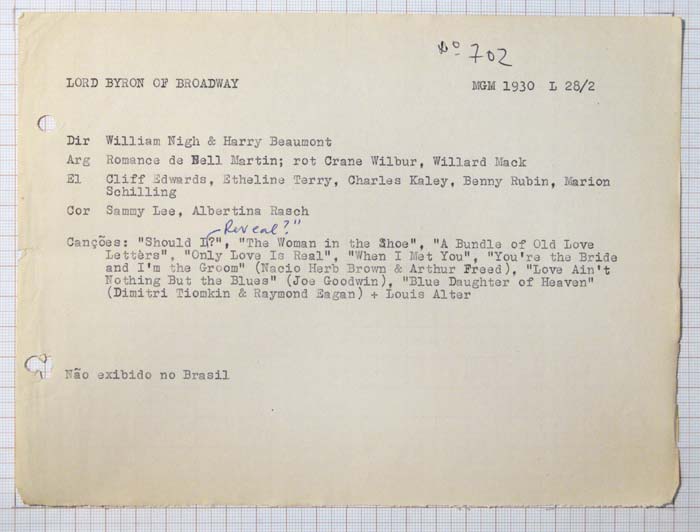 Nº 702
LORD BYRON OF BROADWAY MGM 1930 L 28/2
Dir William Nigh & Harry Beaumont
Arg Romance de Nell Martin; rot Crane Wilbur, Willard Mack
El Cliff Edwards, Etheline Terry, Charles Kaley, Benny Rubin, Marion
Schilling
Cor Sammy Lee, Albertina Rasch
Reveal?"
Canções: "Should I?", "The Woman in the Shoe", "A Bundle of Old Love
Letters", "Only Love Is Real", "When I Met You", "You're the Bride
and I'm the Groom" (Nacio Herb Brown & Arthur Freed), "Love Ain't
Nothing But the Blues" (Joe Goodwin), "Blue Daughter of Heaven"
(Dimitri Tiomkin & Raymond Eagan) + Louis Alter
Não exibido no Brasil